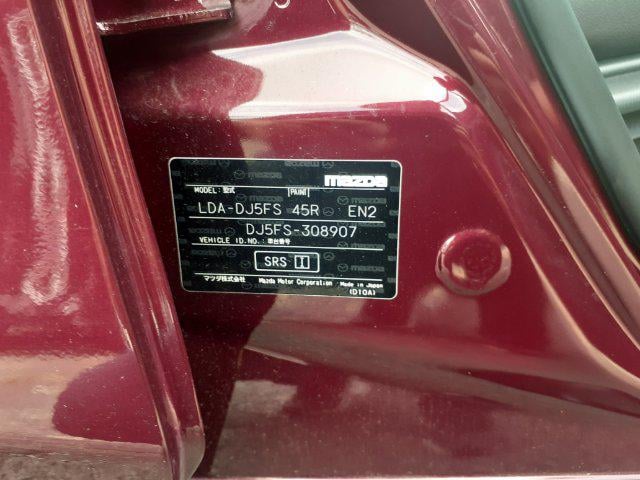 mazda
MODEL: 型式 PAINT
LDA-DJ5FS 45R EN2
DJ5FS-308907
VEHICLE ID.NO.: 車台番号
SRS I
マツダ株式会社 Mazda Motor Corporation Made in Japan
(D10A)